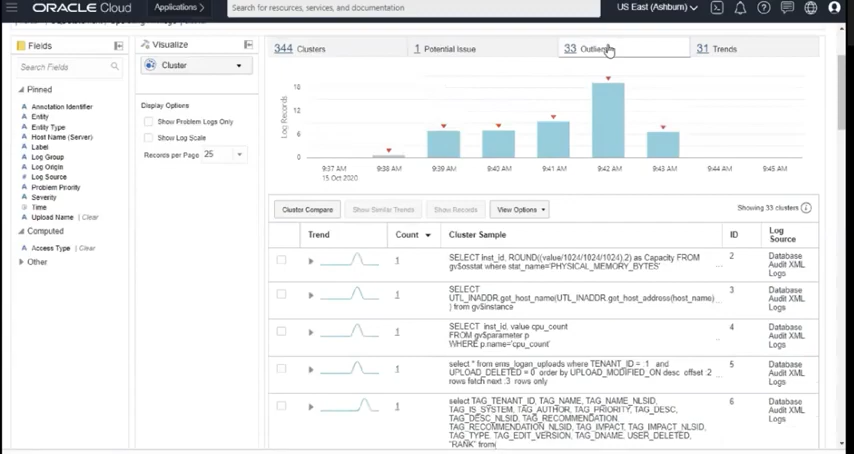 ORACLE Cloud
Applications >
Search for resources, services, and documentation
US East (Ashburn)
Fields
Search Fields
Pinned
A Annotation Identifier
A Entity
A Entity Type
A Host Name (Server)
A Label
A Log Group
A Log Origin
# Log Source
A Problem Priority
A Severity
Time
A Upload Name | Clear
Computed
A Access Type | Clear
Other
Visualize
Cluster
Display Options
Show Problem Logs Only
Show Log Scale
Records per Page 25
344 Clusters
1 Potential Issue
33 Outliers
31 Trends
Log Records
18
12
6
0
9:37 AM
9:38 AM
9:39 AM
9:40 AM
9:41 AM
9:42 AM
9:43 AM
9:44 AM
9:45 AM
15 Oct 2020
Cluster Compare
Show Similar Trends
Show Records
View Options
Showing 33 clusters
Trend
Count
Cluster Sample
ID
Log Source
1
SELECT inst_id, ROUND((value/1024/1024/1024),2) as Capacity FROM
gv$osstat where stat_name='PHYSICAL_MEMORY_BYTES'
...
2
Database
Audit XML
Logs
1
SELECT
UTL_INADDR.get_host_name(UTL_INADDR.get_host_address(host_name)
) from gv$instance
...
3
Database
Audit XML
Logs
1
SELECT inst_id, value cpu_count
FROM gv$parameter p
WHERE p.name='cpu_count'
...
4
Database
Audit XML
Logs
1
select * from ems_logan_uploads where TENANT_ID = :1 and
UPLOAD_DELETED = 0 order by UPLOAD_MODIFIED_ON desc offset :2
rows fetch next :3 rows only
...
5
Database
Audit XML
Logs
1
select TAG_TENANT_ID, TAG_NAME, TAG_NAME_NLSID,
TAG_IS_SYSTEM, TAG_AUTHOR, TAG_PRIORITY, TAG_DESC,
TAG_DESC_NLSID, TAG_RECOMMENDATION,
TAG_RECOMMENDATION_NLSID, TAG_IMPACT, TAG_IMPACT_NLSID,
TAG_TYPE, TAG_EDIT_VERSION, TAG_DNAME, USER_DELETED,
"RANK" from(
...
6
Database
Audit XML
Logs